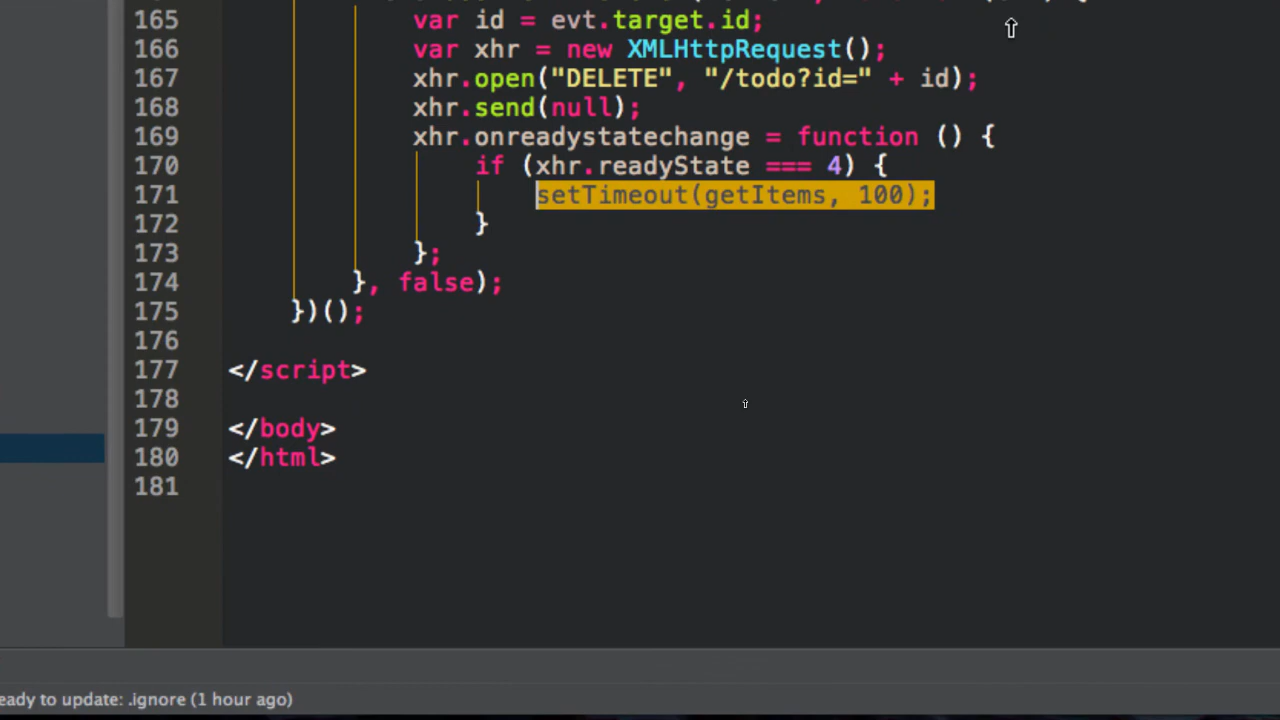 165 var id = evt.target.id;
166 var xhr = new XMLHttpRequest();
167 xhr.open("DELETE", "/todo?id=" + id);
168 xhr.send(null);
169 xhr.onreadystatechange = function () {
170 if (xhr.readyState === 4) {
171 setTimeout(getItems, 100);
172 }
173 };
174 }, false);
175 })();
176
177 </script>
178
179 </body>
180 </html>
181
eady to update: .ignore (1 hour ago)